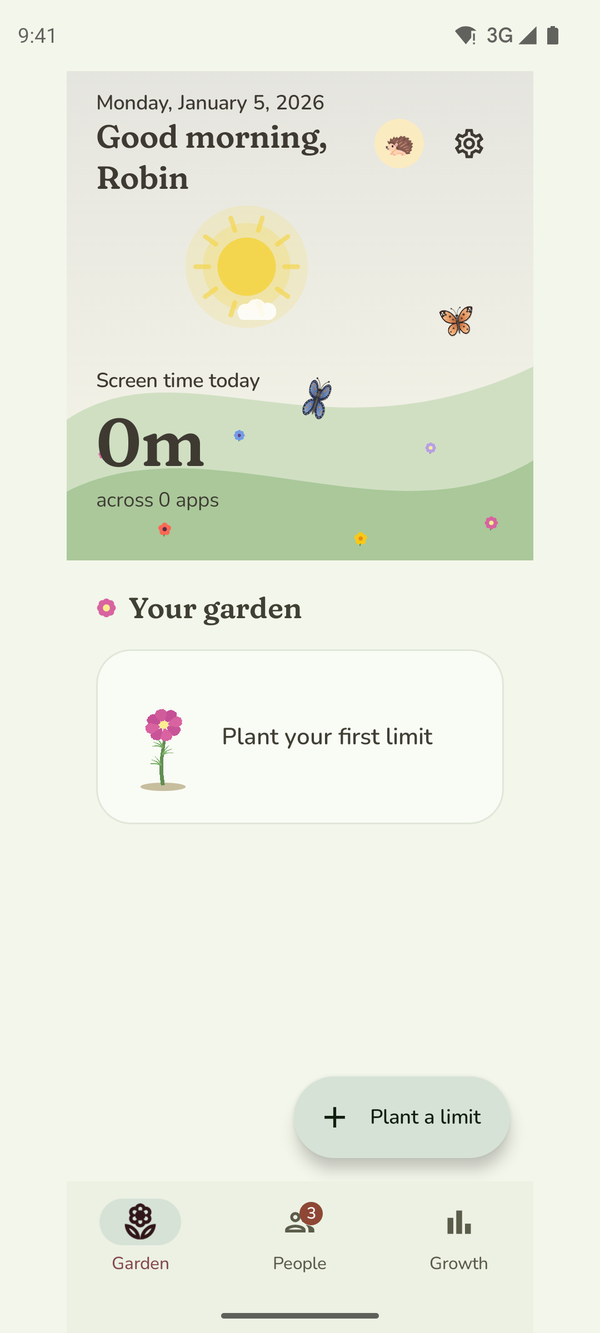 9:41
3G
Monday, January 5, 2026
Good morning,
Robin
Screen time today
0m
across 0 apps
Your garden
Plant your first limit
Plant a limit
3
Garden
People
Growth